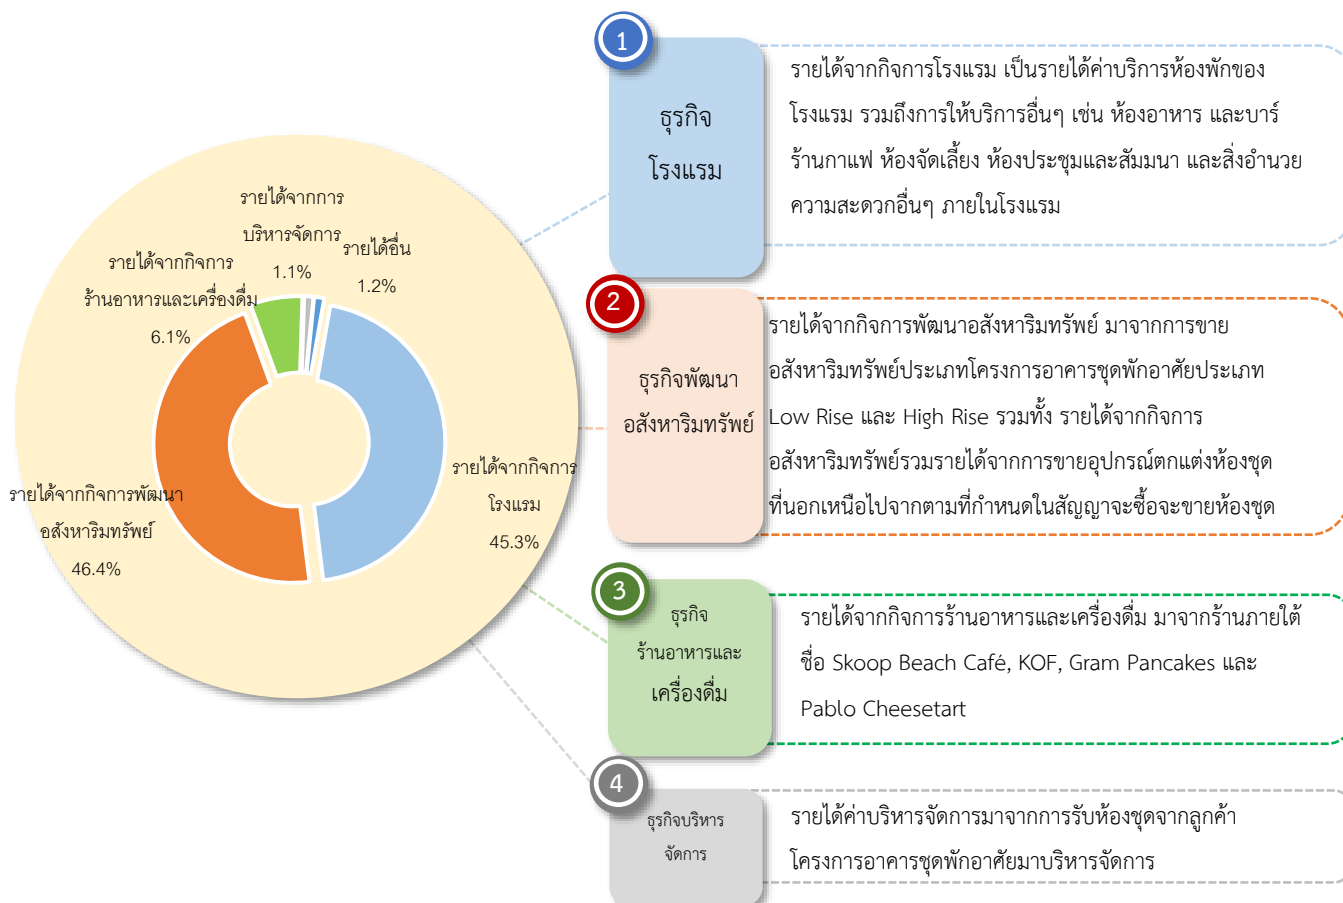 รายได้จากการ
บริหารจัดการ
1.1%
รายได้อื่น
1.2%
รายได้จากกิจการ
ร้านอาหารและเครื่องดื่ม
6.1%
รายได้จากกิจการพัฒนา
อสังหาริมทรัพย์
46.4%
รายได้จากกิจการ
โรงแรม
45.3%
1
ธุรกิจ
โรงแรม
รายได้จากกิจการโรงแรม เป็นรายได้ค่าบริการห้องพักของ
โรงแรม รวมถึงการให้บริการอื่นๆ เช่น ห้องอาหาร และบาร์
ร้านกาแฟ ห้องจัดเลี้ยง ห้องประชุมและสัมมนา และสิ่งอำนวย
ความสะดวกอื่นๆ ภายในโรงแรม
2
ธุรกิจพัฒนา
อสังหาริมทรัพย์
รายได้จากกิจการพัฒนาอสังหาริมทรัพย์ มาจากการขาย
อสังหาริมทรัพย์ประเภทโครงการอาคารชุดพักอาศัยประเภท
Low Rise และ High Rise รวมทั้ง รายได้จากกิจการ
อสังหาริมทรัพย์รวมรายได้จากการขายอุปกรณ์ตกแต่งห้องชุด
ที่นอกเหนือไปจากตามที่กำหนดในสัญญาจะซื้อจะขายห้องชุด
3
ธุรกิจ
ร้านอาหารและ
เครื่องดื่ม
รายได้จากกิจการร้านอาหารและเครื่องดื่ม มาจากร้านภายใต้
ชื่อ Skoop Beach Café, KOF, Gram Pancakes และ
Pablo Cheesetart
4
ธุรกิจบริหาร
จัดการ
รายได้ค่าบริหารจัดการมาจากการรับห้องชุดจากลูกค้า
โครงการอาคารชุดพักอาศัยมาบริหารจัดการ